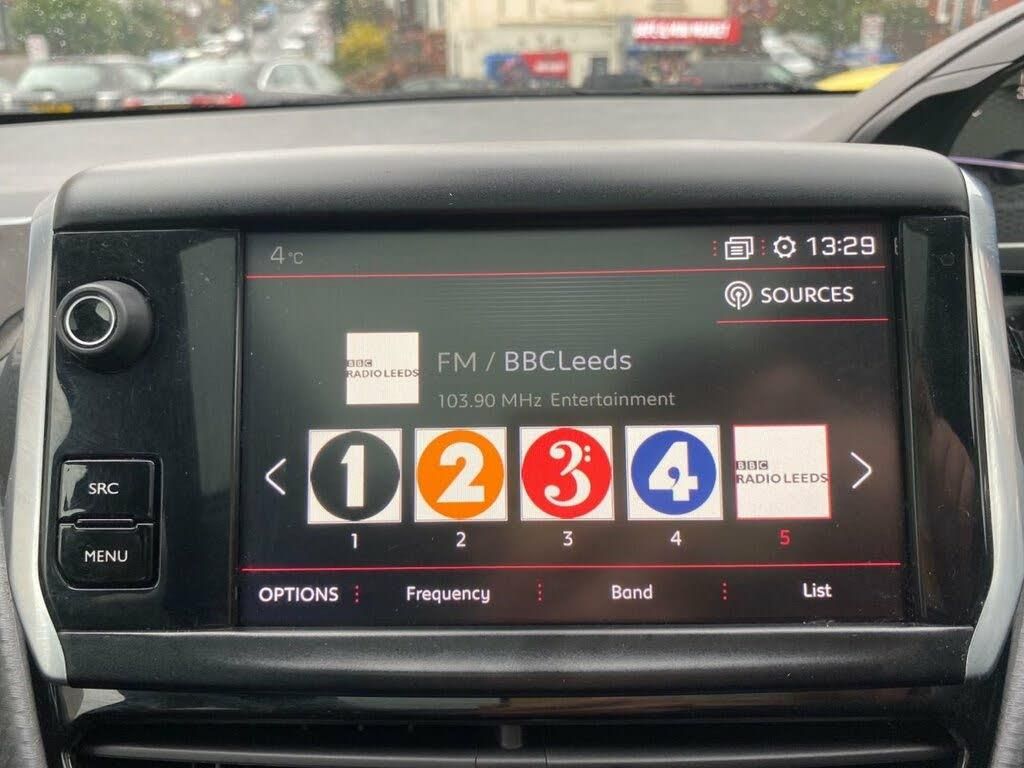 4°C
13:29
SOURCES
BBC
RADIO LEEDS
FM / BBCLeeds
103.90 MHz Entertainment
1 2 3 4
BBC
RADIO LEEDS
1 2 3 4 5
SRC
MENU
OPTIONS Frequency Band List